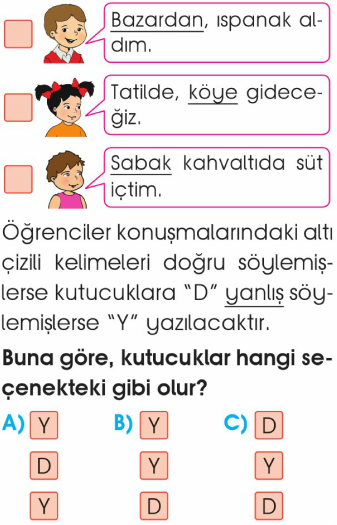 Bazardan, ıspanak al-
dım.
Tatilde, köye gidece-
ğiz.
Sabak kahvaltıda süt
içtim.
Öğrenciler konuşmalarındaki altı
çizili kelimeleri doğru söylemiş-
lerse kutucuklara "D" yanlış söy-
lemişlerse "Y" yazılacaktır.
Buna göre, kutucuklar hangi se-
çenekteki gibi olur?
A) Y B) Y C) D
D Y Y
Y D D